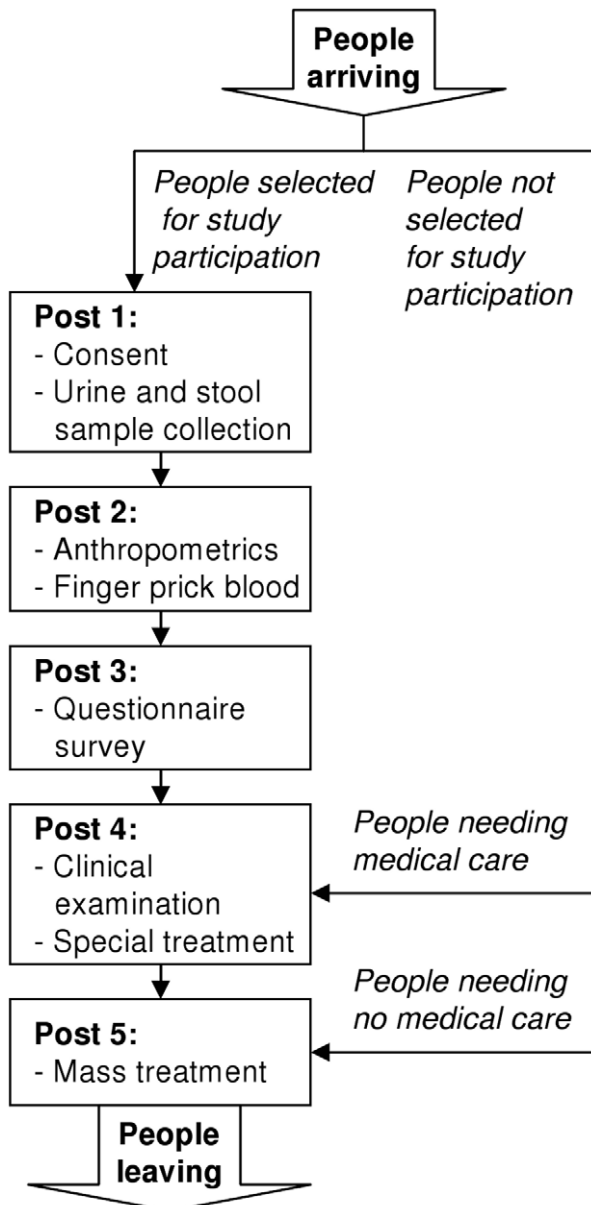 People
arriving
People selected
for study
participation
People not
selected
for study
participation
Post 1:
- Consent
- Urine and stool
sample collection
Post 2:
- Anthropometrics
- Finger prick blood
Post 3:
- Questionnaire
survey
Post 4:
- Clinical
examination
- Special treatment
People needing
medical care
Post 5:
- Mass treatment
People needing
no medical care
People
leaving